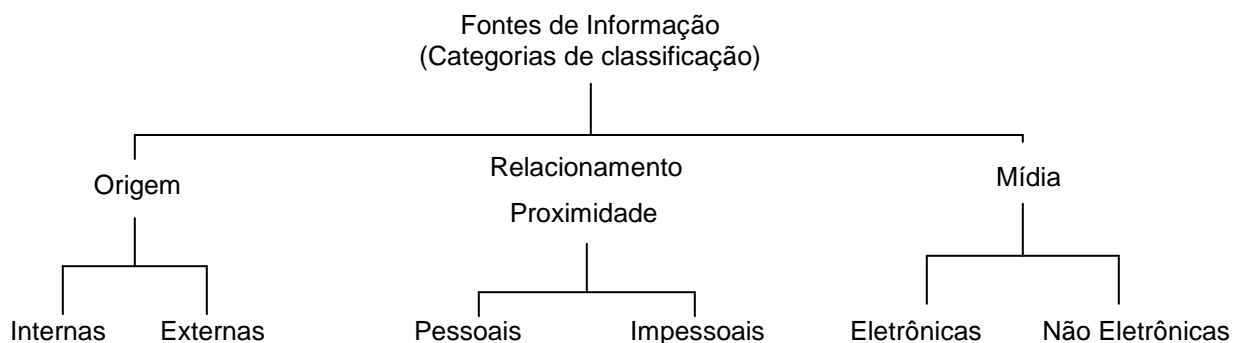 Fontes de Informação
(Categorias de classificação)
Origem
Relacionamento
Proximidade
Mídia
Internas
Externas
Pessoais
Impessoais
Eletrônicas
Não Eletrônicas